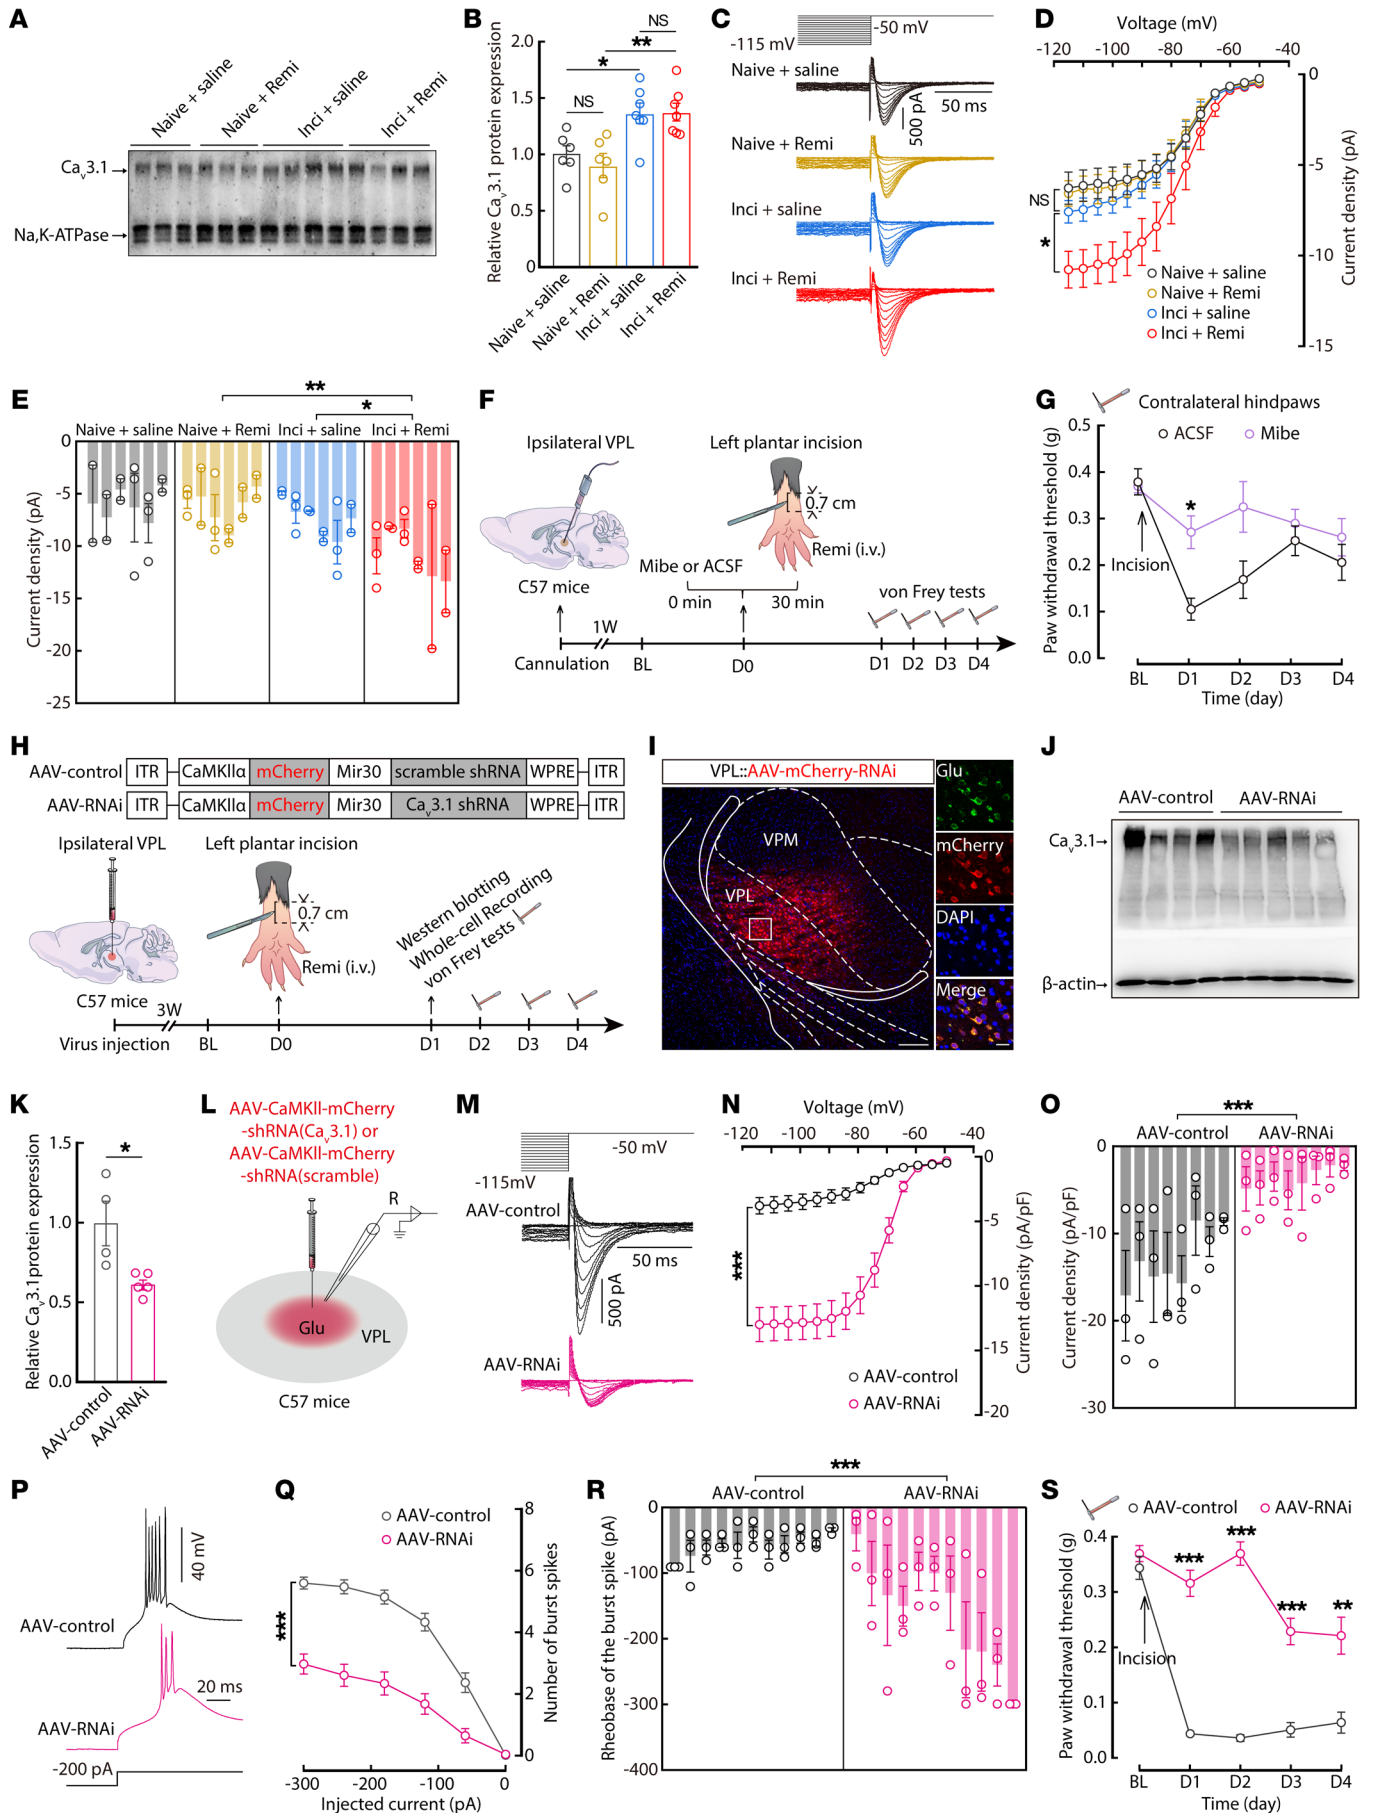 A
Naive + saline
Naive + Remi
Inci + saline
Inci + Remi
Cav3.1
Na,K-ATPase
B
Relative Cav3.1 protein expression
2.0
1.5
1.0
0.5
0
NS
*
**
NS
Naive + saline
Naive + Remi
Inci + saline
Inci + Remi
C
-115 mV
-50 mV
Naive + saline
500 pA
50 ms
Naive + Remi
Inci + saline
Inci + Remi
D
Voltage (mV)
-120 -100 -80 -60 -40
0
-5
-10
-15
Current density (pA)
NS
*
Naive + saline
Naive + Remi
Inci + saline
Inci + Remi
E
**
*
Naive + saline Naive + Remi Inci + saline Inci + Remi
0
-5
-10
-15
-20
-25
Current density (pA)
F
Ipsilateral VPL
Left plantar incision
0.7 cm
Remi (i.v.)
C57 mice
Mibe or ACSF
0 min 30 min
von Frey tests
1W
Cannulation BL D0 D1 D2 D3 D4
G
Contralateral hindpaws
ACSF Mibe
Paw withdrawal threshold (g)
0.5
0.4
0.3
0.2
0.1
0.0
*
Incision
BL D1 D2 D3 D4
Time (day)
H
AAV-control ITR CaMKIIα mCherry Mir30 scramble shRNA WPRE ITR
AAV-RNAi ITR CaMKIIα mCherry Mir30 Cav3.1 shRNA WPRE ITR
Ipsilateral VPL
Left plantar incision
0.7 cm
Remi (i.v.)
C57 mice
Western blotting
Whole-cell Recording
von Frey tests
3W
Virus injection BL D0 D1 D2 D3 D4
I
VPL::AAV-mCherry-RNAi
VPM
VPL
Glu
mCherry
DAPI
Merge
J
AAV-control AAV-RNAi
Cav3.1
β-actin
K
Relative Cav3.1 protein expression
1.5
1.0
0.5
0.0
*
AAV-control
AAV-RNAi
L
AAV-CaMKII-mCherry
-shRNA(Cav3.1) or
AAV-CaMKII-mCherry
-shRNA(scramble)
R
Glu
VPL
C57 mice
M
-50 mV
-115mV
AAV-control
50 ms
500 pA
AAV-RNAi
N
Voltage (mV)
-120 -100 -80 -60 -40
0
-5
-10
-15
-20
Current density (pA/pF)
***
AAV-control
AAV-RNAi
O
***
AAV-control AAV-RNAi
0
-10
-20
-30
Current density (pA/pF)
P
40 mV
AAV-control
20 ms
AAV-RNAi
-200 pA
Q
AAV-control
AAV-RNAi
8
6
4
2
0
Number of burst spikes
***
-300 -200 -100 0
Injected current (pA)
R
***
AAV-control AAV-RNAi
0
-100
-200
-300
-400
Rheobase of the burst spike (pA)
S
AAV-control AAV-RNAi
Paw withdrawal threshold (g)
0.4
0.3
0.2
0.1
0.0
***
***
***
**
Incision
BL D1 D2 D3 D4
Time (day)